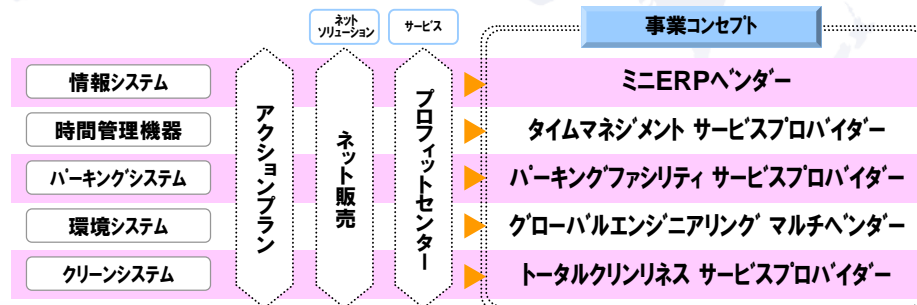 ネット
ソリューション
サービス
事業コンセプト
情報システム
ミニERPベンダー
時間管理機器
タイムマネジメント サービスプロバイダー
パーキングシステム
パーキングファシリティ サービスプロバイダー
環境システム
グローバルエンジニアリング マルチベンダー
クリーンシステム
トータルクリンリネス サービスプロバイダー
アクションプラン
ネット販売
プロフィットセンター